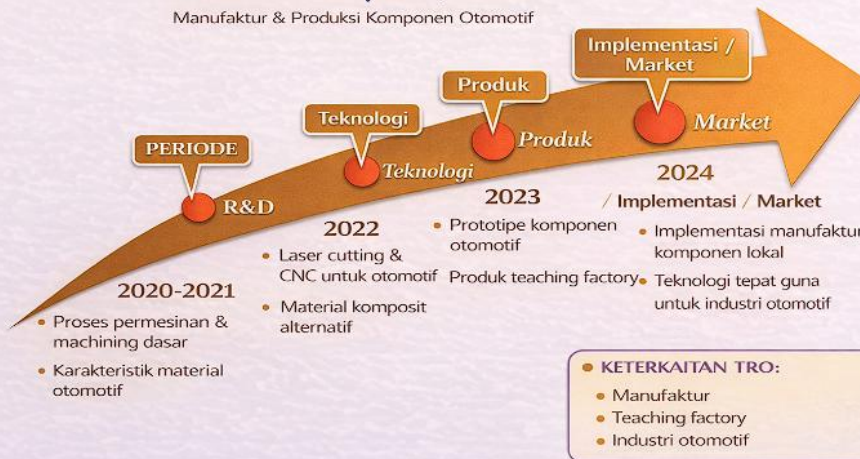 Manufaktur & Produksi Komponen Otomotif
PERIODE
R&D
2020-2021
• Proses permesinan &
machining dasar
• Karakteristik material
otomotif
Teknologi
Teknologi
2022
• Laser cutting &
CNC untuk otomotif
• Material komposit
alternatif
Produk
Produk
2023
• Prototipe komponen
otomotif
Produk teaching factory
Implementasi /
Market
Market
2024
/ Implementasi / Market
• Implementasi manufaktur
komponen lokal
• Teknologi tepat guna
untuk industri otomotif
• KETERKAITAN TRO:
• Manufaktur
• Teaching factory
• Industri otomotif